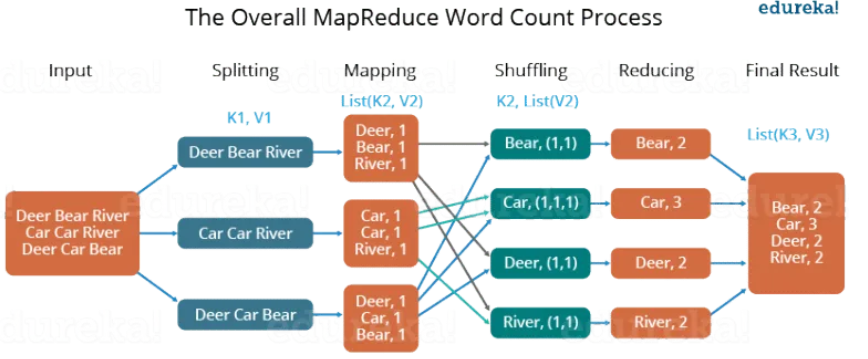 The Overall MapReduce Word Count Process
edureka!
Input
Splitting
Mapping
Shuffling
Reducing
Final Result
K1, V1
List(K2, V2)
K2, List(V2)
List(K3, V3)
Deer Bear River
Car Car River
Deer Car Bear
Deer Bear River
Car Car River
Deer Car Bear
Deer, 1
Bear, 1
River, 1
Car, 1
Car, 1
River, 1
Deer, 1
Car, 1
Bear, 1
Bear, (1,1)
Car, (1,1,1)
Deer, (1,1)
River, (1,1)
Bear, 2
Car, 3
Deer, 2
River, 2
Bear, 2
Car, 3
Deer, 2
River, 2